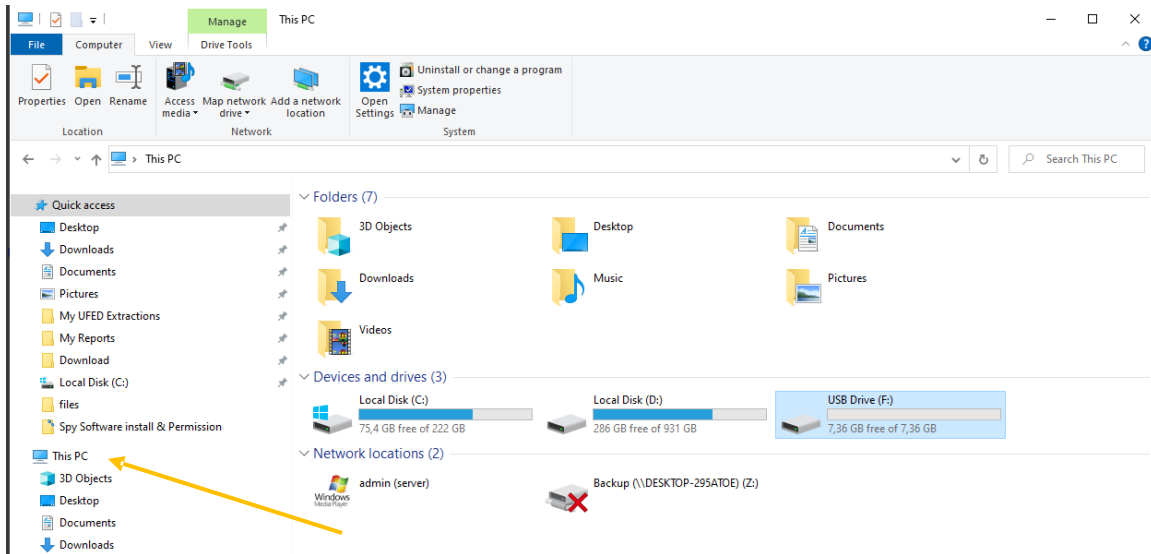 Manage This PC
File Computer View Drive Tools
Properties Open Rename Access media Map network drive Add a network location Open Settings Uninstall or change a program
System properties
Manage
Location Network System
This PC Search This PC
Quick access
Desktop
Downloads
Documents
Pictures
My UFED Extractions
My Reports
Download
Local Disk (C:)
files
Spy Software install & Permission
This PC
3D Objects
Desktop
Documents
Downloads
Folders (7)
3D Objects Desktop Documents
Downloads Music Pictures
Videos
Devices and drives (3)
Local Disk (C:) Local Disk (D:) USB Drive (F:)
75,4 GB free of 222 GB 286 GB free of 931 GB 7,36 GB free of 7,36 GB
Network locations (2)
admin (server) Backup (\\DESKTOP-295ATOE) (Z:)
Windows
Media Player